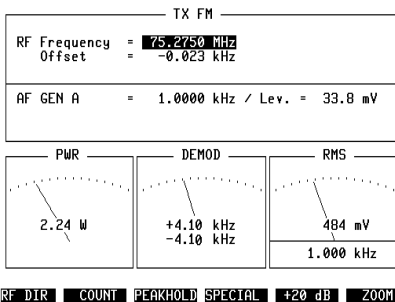 TX FM
RF Frequency = 75.2750 MHz
Offset = -0.023 kHz
AF GEN A = 1.0000 kHz / Lev. = 33.8 mV
PWR DEMOD RMS
2.24 W +4.10 kHz 484 mV
-4.10 kHz
1.000 kHz
RF DIR COUNT PEAKHOLD SPECIAL +20 dB ZOOM